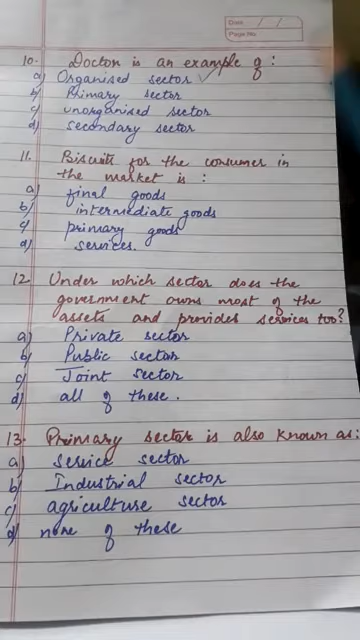 Date / /
Page No.
10. Doctor is an example of :
a) Organised sector ✓
b) Primary sector
c) unorganised sector
d) secondary sector
11. Biscuits for the consumer in
the market is :
a) final goods
b) intermediate goods
c) primary goods
d) services.
12. Under which sector does the
government owns most of the
assets and provides services too?
a) Private sector
b) Public sector
c) Joint sector
d) all of these.
13. Primary sector is also known as:
a) service sector
b) Industrial sector
c) agriculture sector
d) none of these